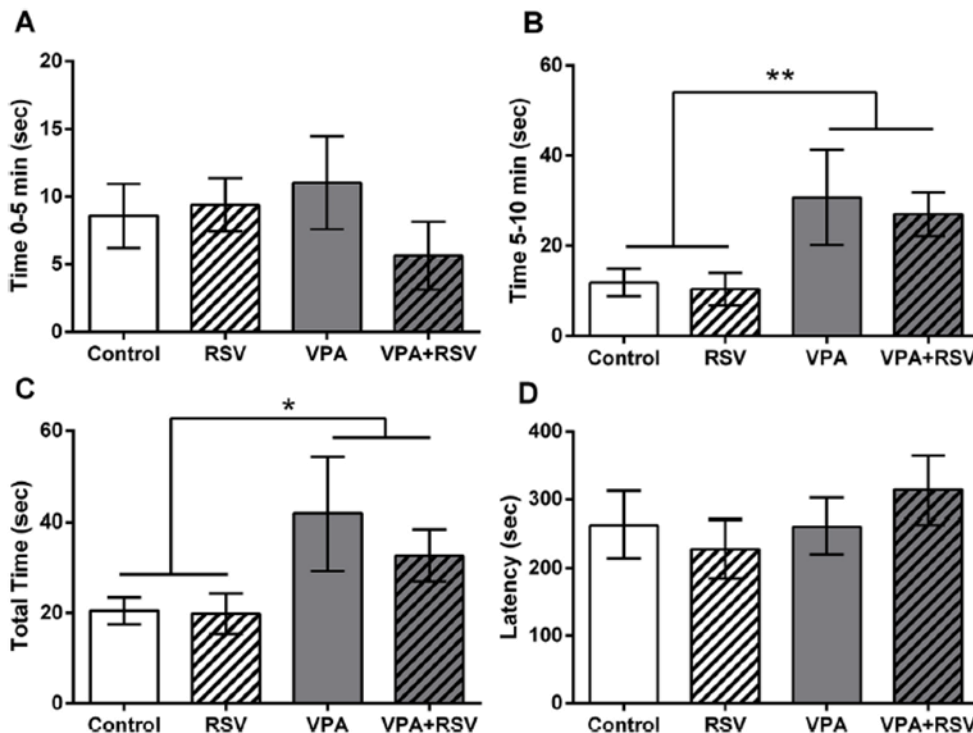 A
Time 0-5 min (sec)
20
15
10
5
0
Control RSV VPA VPA+RSV
B
Time 5-10 min (sec)
60
40
20
0
**
Control RSV VPA VPA+RSV
C
Total Time (sec)
60
40
20
0
*
Control RSV VPA VPA+RSV
D
Latency (sec)
400
300
200
100
0
Control RSV VPA VPA+RSV